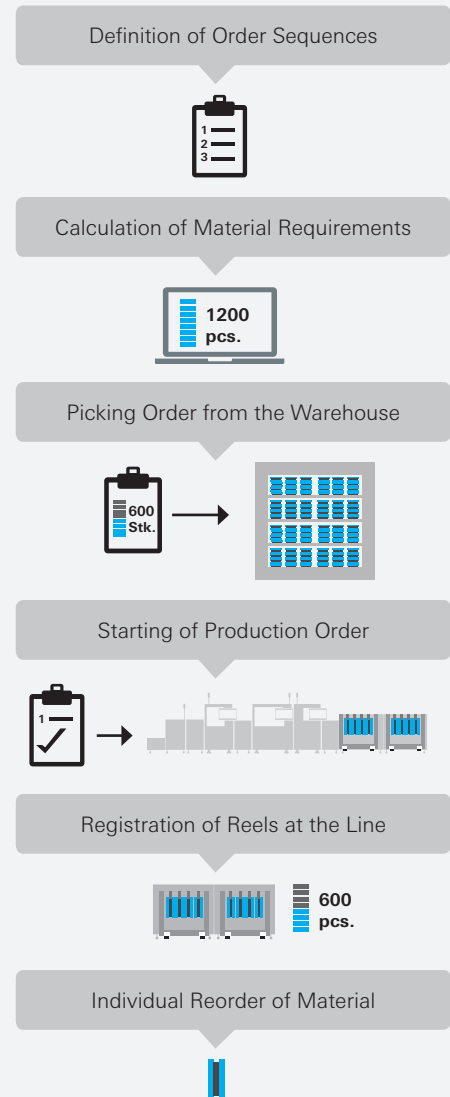 Definition of Order Sequences
1
2
3
Calculation of Material Requirements
1200
pcs.
Picking Order from the Warehouse
600
Stk.
Starting of Production Order
1
Registration of Reels at the Line
600
pcs.
Individual Reorder of Material